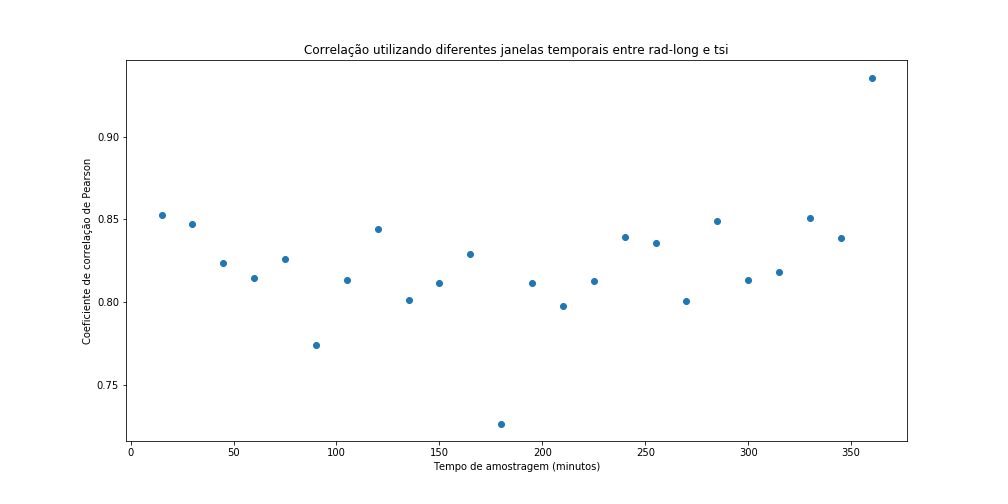 Correlação utilizando diferentes janelas temporais entre rad-long e tsi
Coeficiente de correlação de Pearson
0.90
0.85
0.80
0.75
0 50 100 150 200 250 300 350
Tempo de amostragem (minutos)